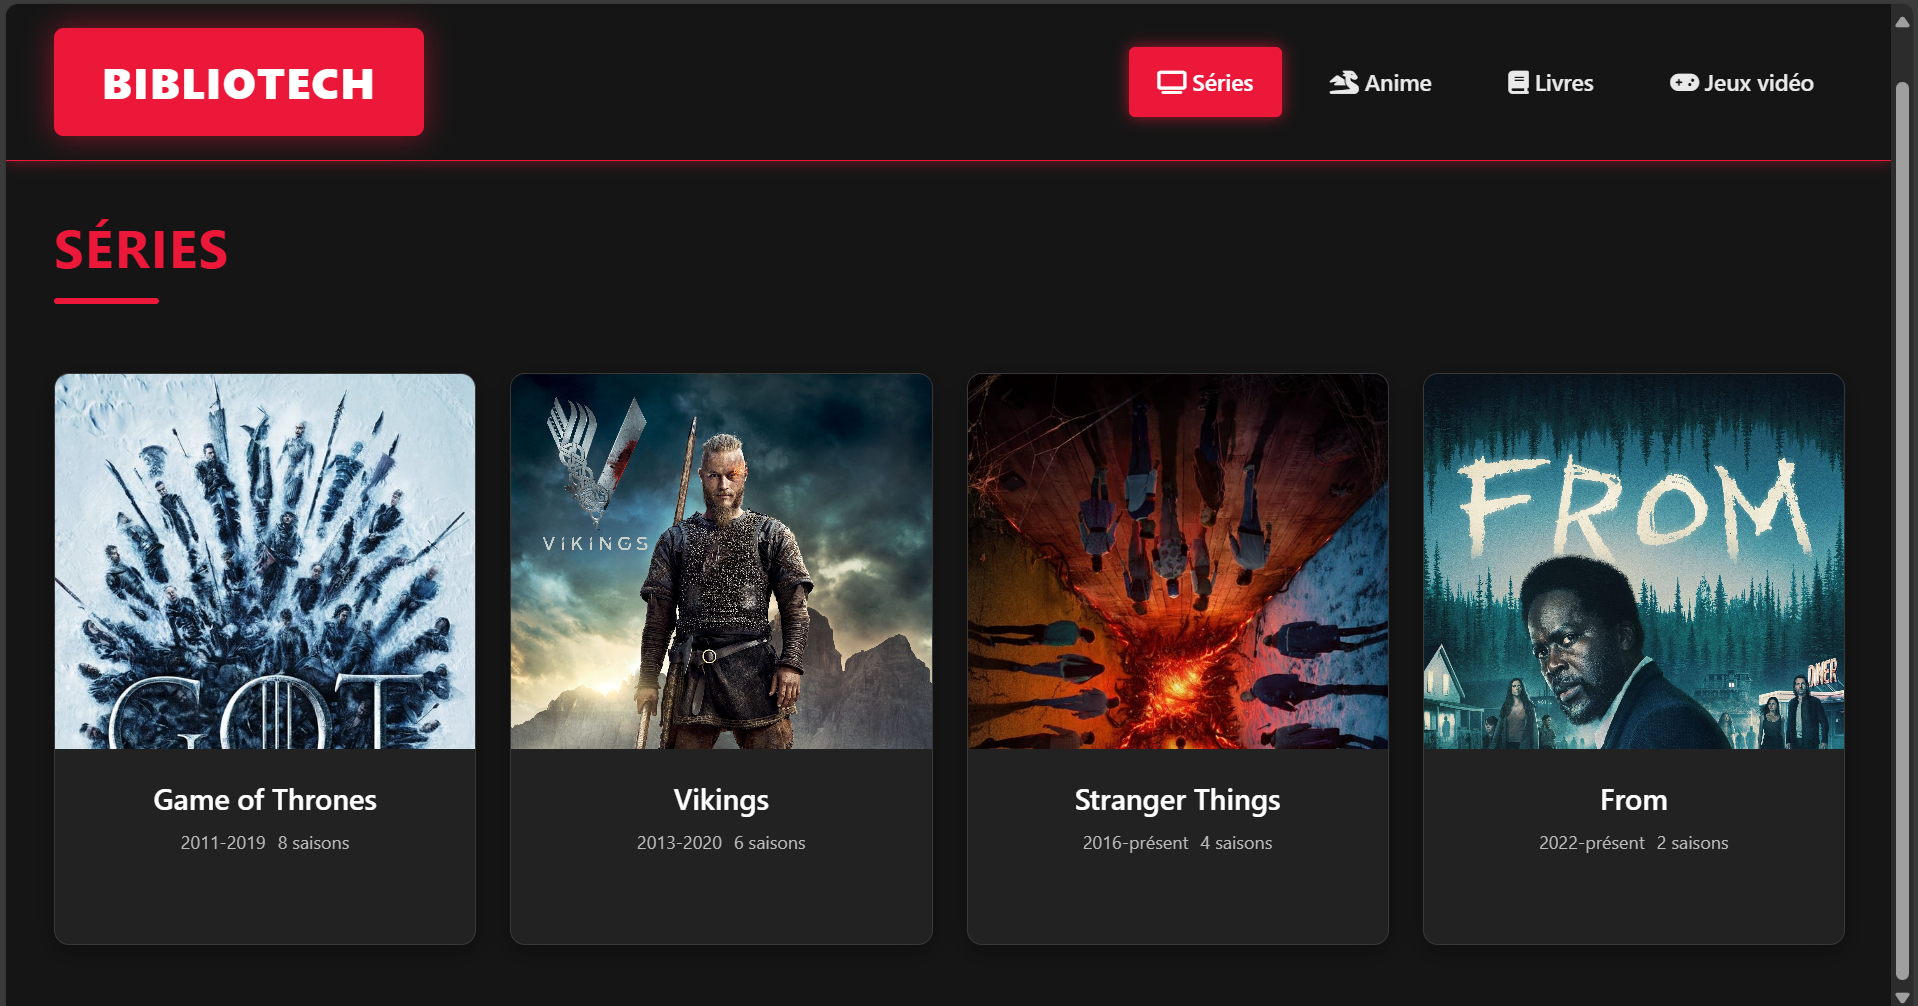 BIBLIOTECH
Séries
Anime
Livres
Jeux vidéo
SÉRIES
GOT
VIKINGS
FROM
DINER
Game of Thrones
2011-2019 8 saisons
Vikings
2013-2020 6 saisons
Stranger Things
2016-présent 4 saisons
From
2022-présent 2 saisons